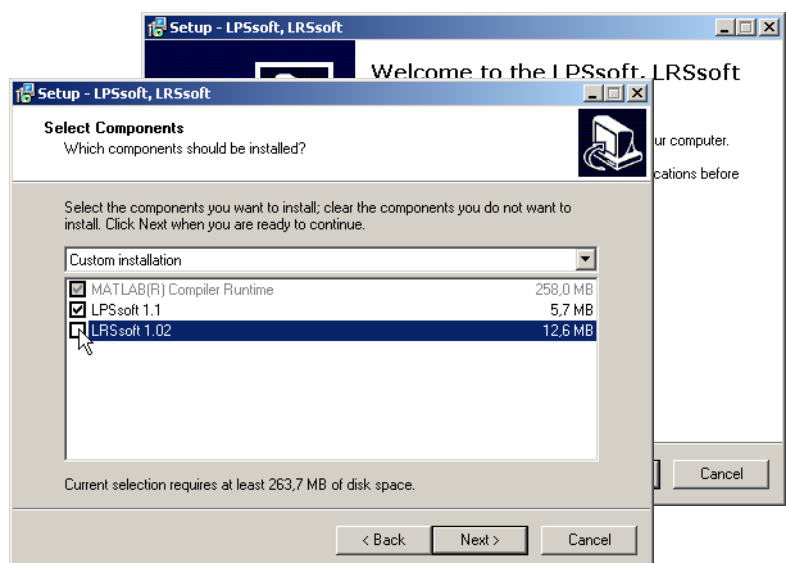 Setup - LPSsoft, LRSsoft
Welcome to the LPSsoft, LRSsoft
ur computer.
cations before
Cancel
Setup - LPSsoft, LRSsoft
Select Components
Which components should be installed?
Select the components you want to install; clear the components you do not want to
install. Click Next when you are ready to continue.
Custom installation
MATLAB(R) Compiler Runtime 258,0 MB
LPSsoft 1.1 5,7 MB
LRSsoft 1.02 12,6 MB
Current selection requires at least 263,7 MB of disk space.
< Back Next > Cancel